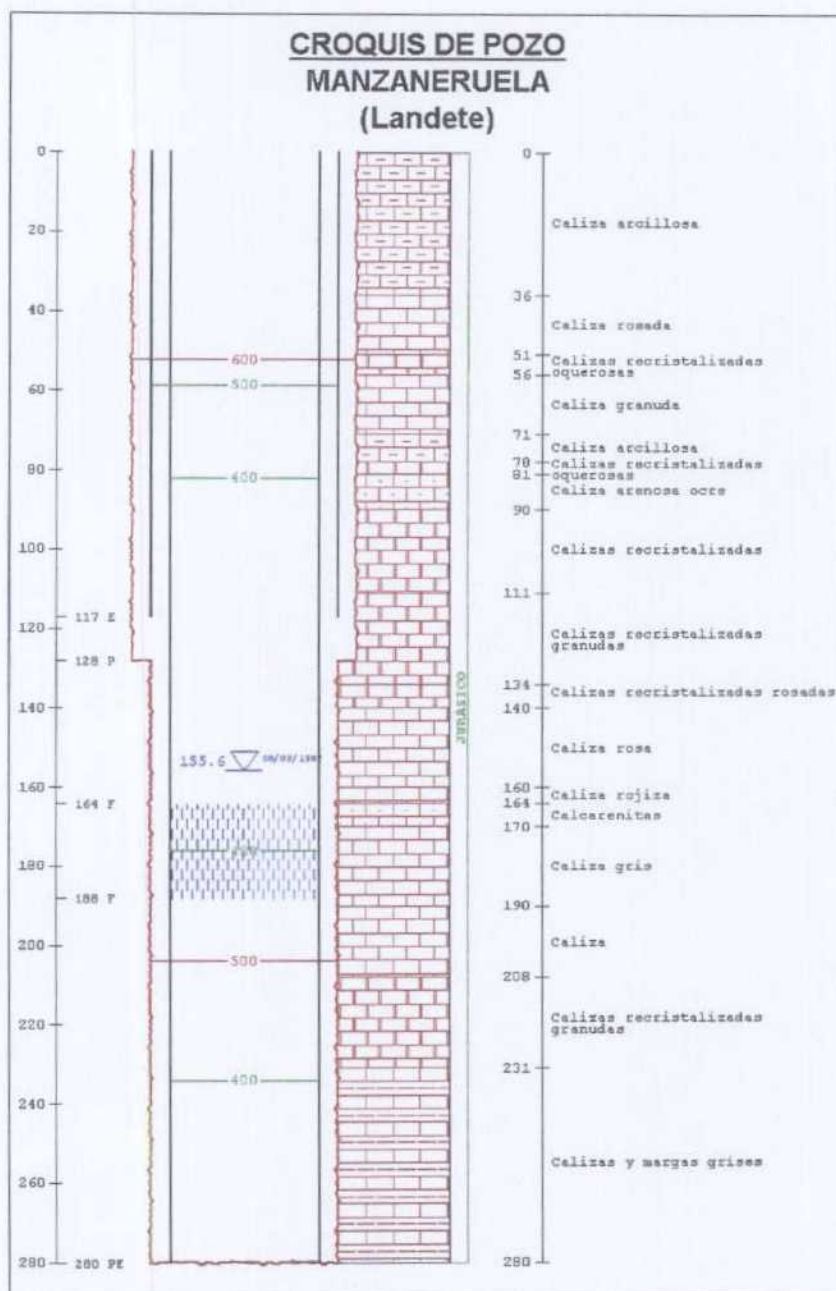 CROQUIS DE POZO
MANZANERUELA
(Landete)
0
20
40
60
80
100
120
140
160
180
200
220
240
260
280
117 E
128 P
164 F
188 F
280 PE
600
500
400
155.6
500
400
JURÁSICO
0
Caliza arcillosa
36
Caliza rosada
51
Calizas recristalizadas
oquerosas
56
Caliza granuda
71
Caliza arcillosa
78
Calizas recristalizadas
oquerosas
81
Caliza arenosa ocre
90
Calizas recristalizadas
111
Calizas recristalizadas
granudas
134
Calizas recristalizadas rosadas
140
Caliza rosa
160
Caliza rojiza
164
Calcarenitas
170
Caliza gris
190
Caliza
208
Calizas recristalizadas
granudas
231
Calizas y margas grises
280